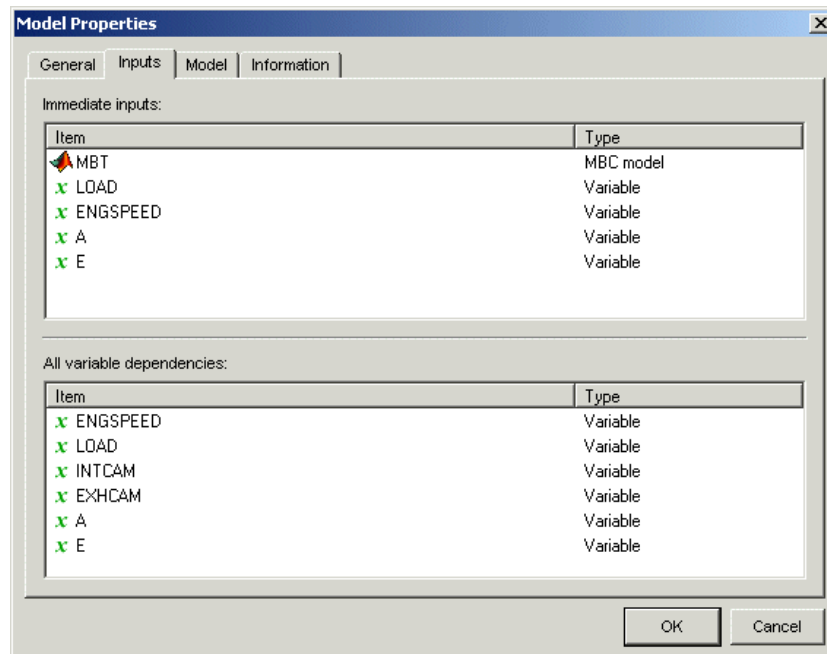 Model Properties
General Inputs Model Information
Immediate inputs:
Item Type
MBT MBC model
x LOAD Variable
x ENGSPEED Variable
x A Variable
x E Variable
All variable dependencies:
Item Type
x ENGSPEED Variable
x LOAD Variable
x INTCAM Variable
x EXHCAM Variable
x A Variable
x E Variable
OK Cancel